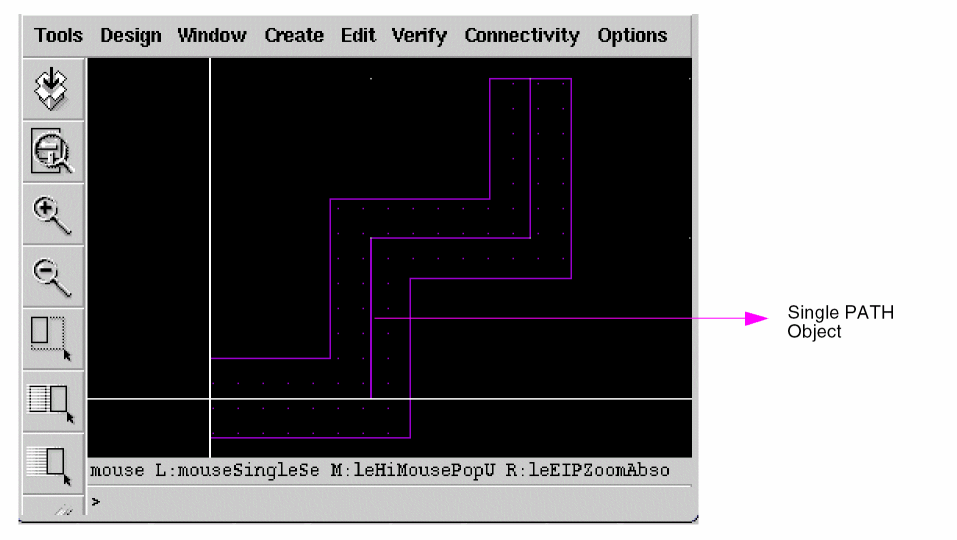 Tools Design Window Create Edit Verify Connectivity Options
Single PATH
Object
mouse L:mouseSingleSe M:leHiMousePopU R:leEIPZoomAbso
>